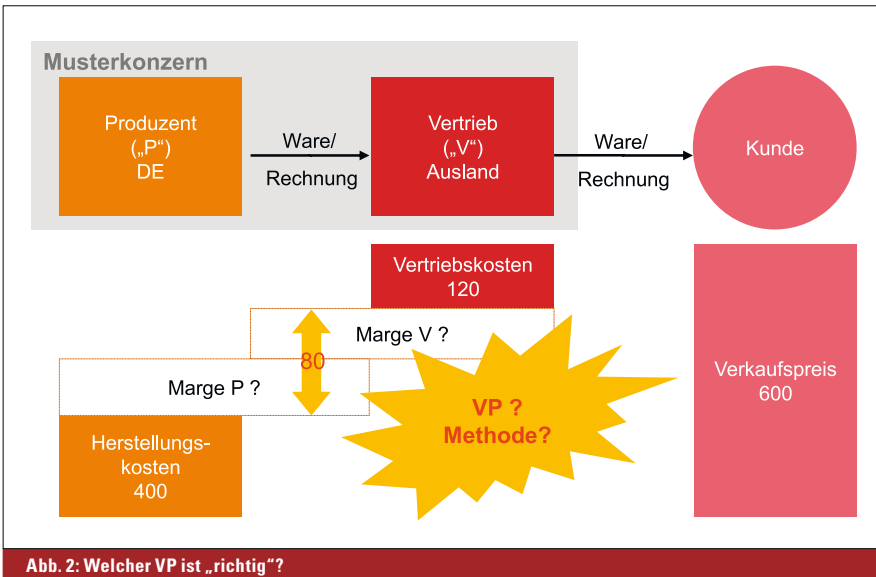 Musterkonzern
Produzent
(„P“)
DE
Ware/
Rechnung
Vertrieb
(„V“)
Ausland
Ware/
Rechnung
Kunde
Vertriebskosten
120
Marge V ?
80
Marge P ?
VP ?
Methode?
Herstellungs-
kosten
400
Verkaufspreis
600
Abb. 2: Welcher VP ist „richtig“?